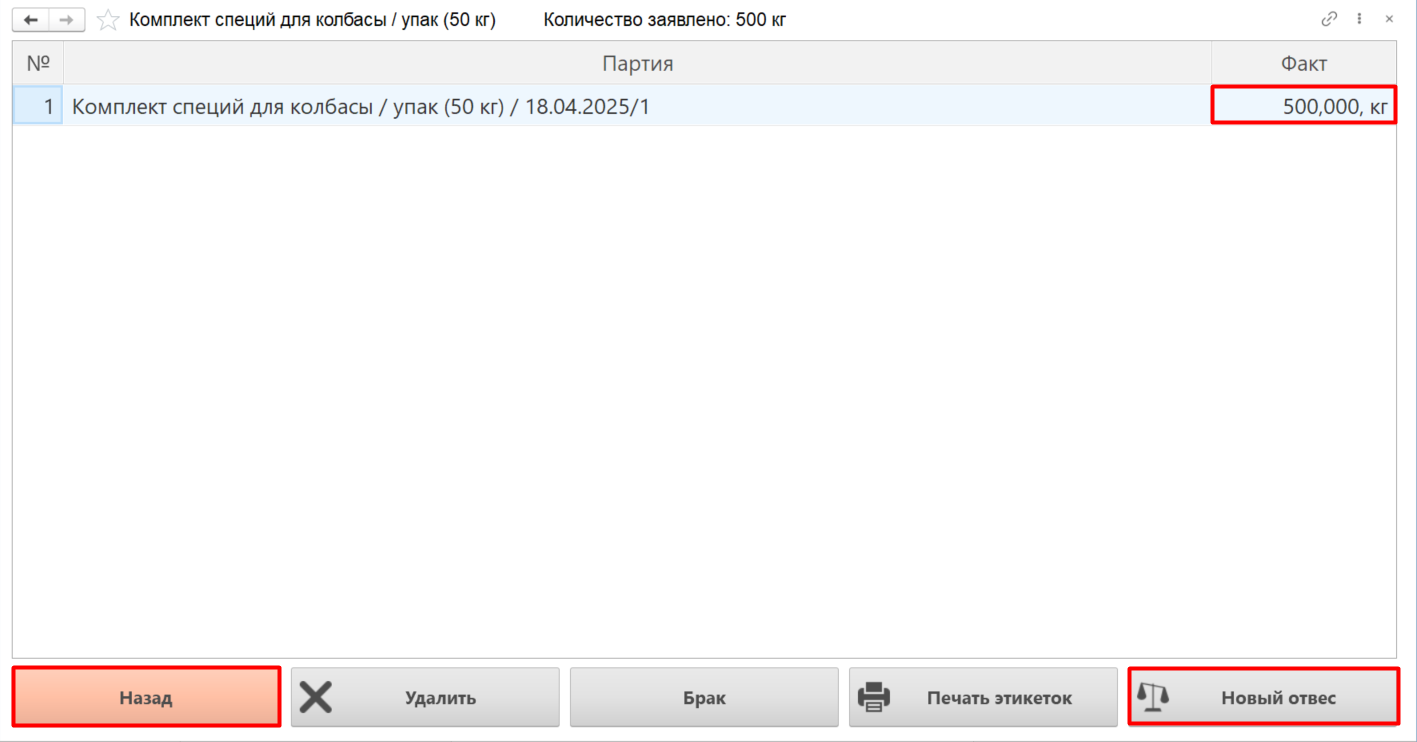 Комплект специй для колбасы / упак (50 кг) Количество заявлено: 500 кг
№ Партия Факт
1 Комплект специй для колбасы / упак (50 кг) / 18.04.2025/1 500,000, кг
Назад Удалить Брак Печать этикеток Новый отвес